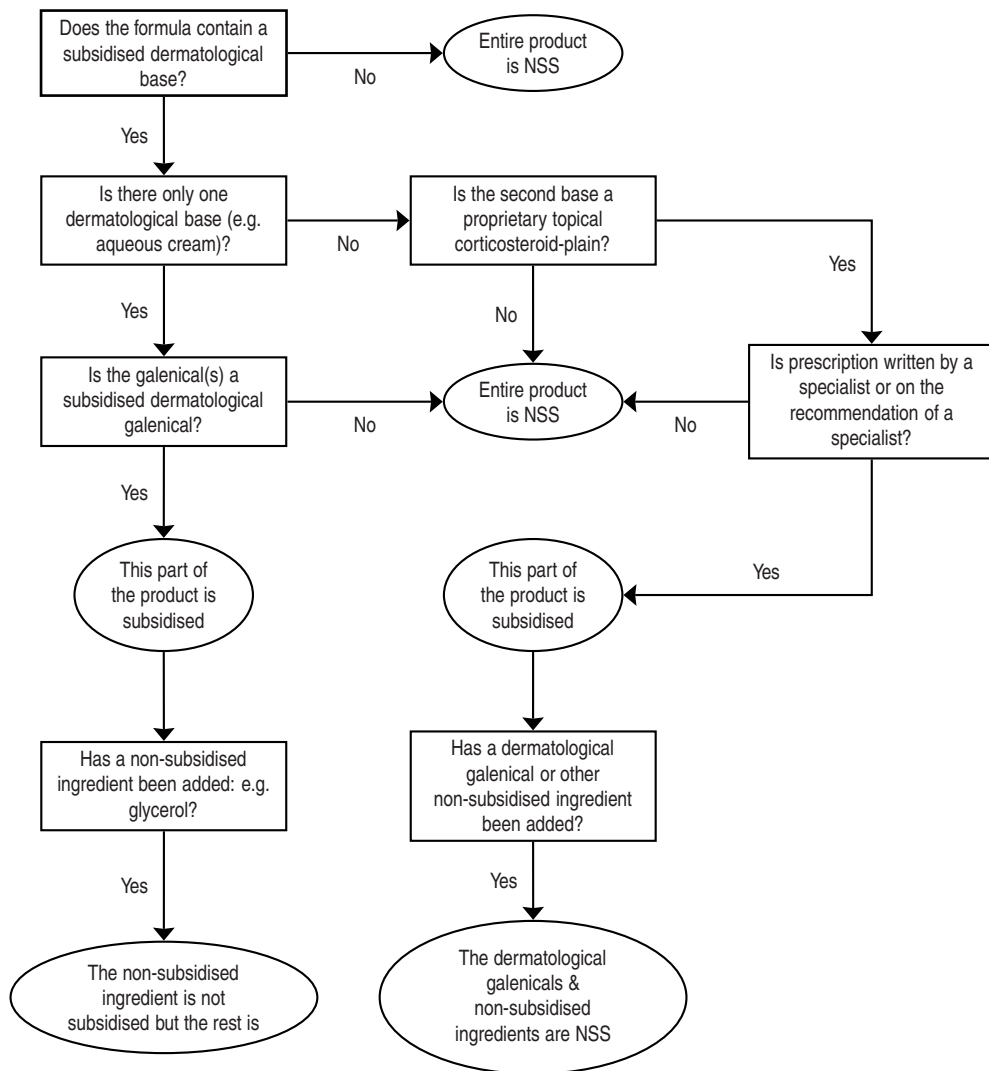 Does the formula contain a
subsidised dermatological
base?
No
Entire product
is NSS
Yes
Is there only one
dermatological base (e.g.
aqueous cream)?
No
Is the second base a
proprietary topical
corticosteroid-plain?
Yes
Yes
No
Is the galenical(s) a
subsidised dermatological
galenical?
No
Entire product
is NSS
No
Is prescription written by a
specialist or on the
recommendation of a
specialist?
Yes
Yes
This part of
the product is
subsidised
This part of
the product is
subsidised
Has a non-subsidised
ingredient been added: e.g.
glycerol?
Has a dermatological
galenical or other
non-subsidised ingredient
been added?
Yes
Yes
The non-subsidised
ingredient is not
subsidised but the rest is
The dermatological
galenicals &
non-subsidised
ingredients are NSS